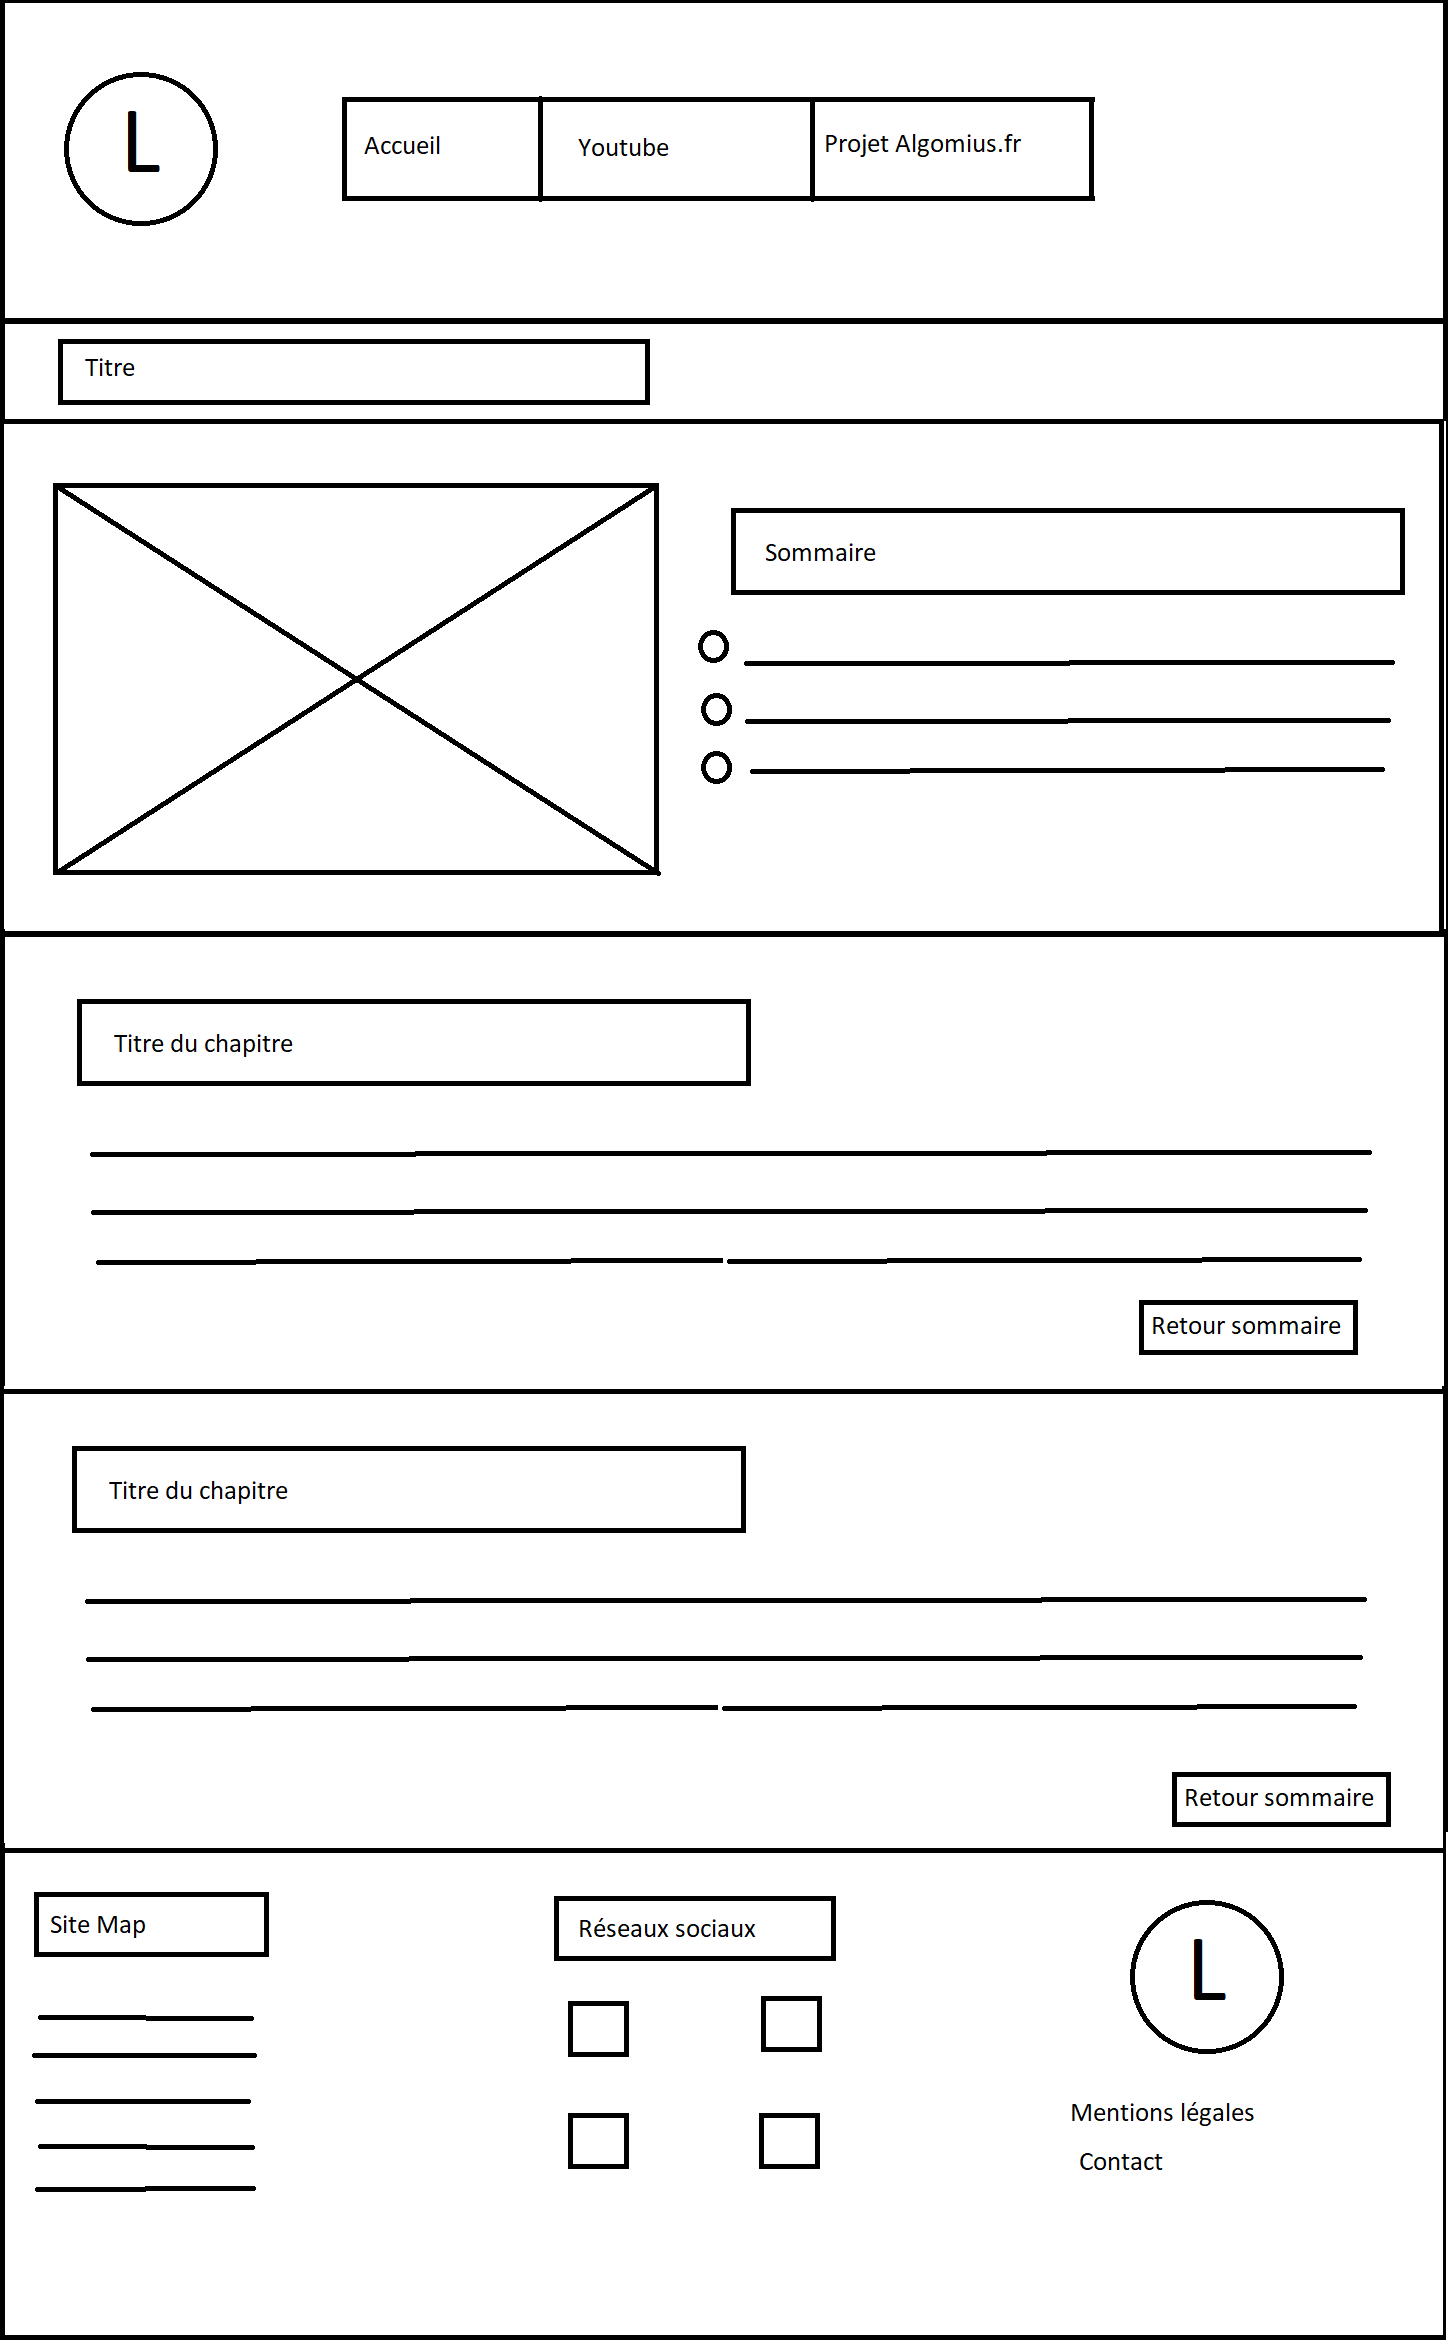 L
Accueil
Youtube
Projet Algomius.fr
Titre
Sommaire
Titre du chapitre
Retour sommaire
Titre du chapitre
Retour sommaire
Site Map
Réseaux sociaux
L
Mentions légales
Contact